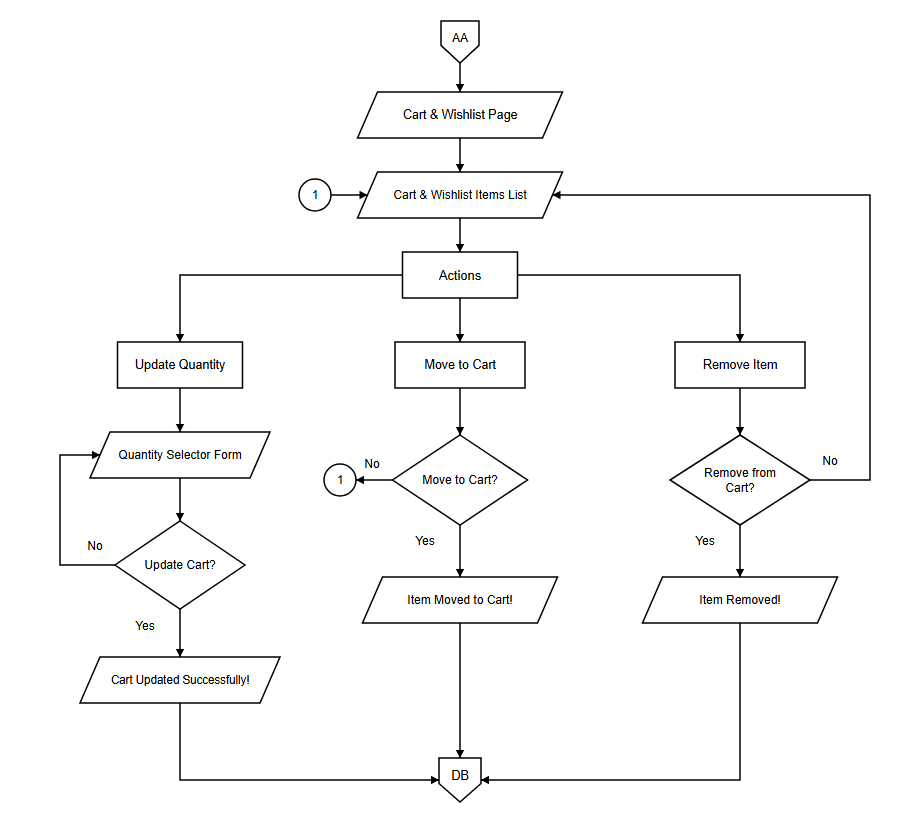 AA
Cart & Wishlist Page
1
Cart & Wishlist Items List
Actions
Update Quantity
Move to Cart
Remove Item
Quantity Selector Form
No
1
Move to Cart?
Remove from
Cart?
No
No
Update Cart?
Yes
Yes
Item Moved to Cart!
Item Removed!
Yes
Cart Updated Successfully!
DB